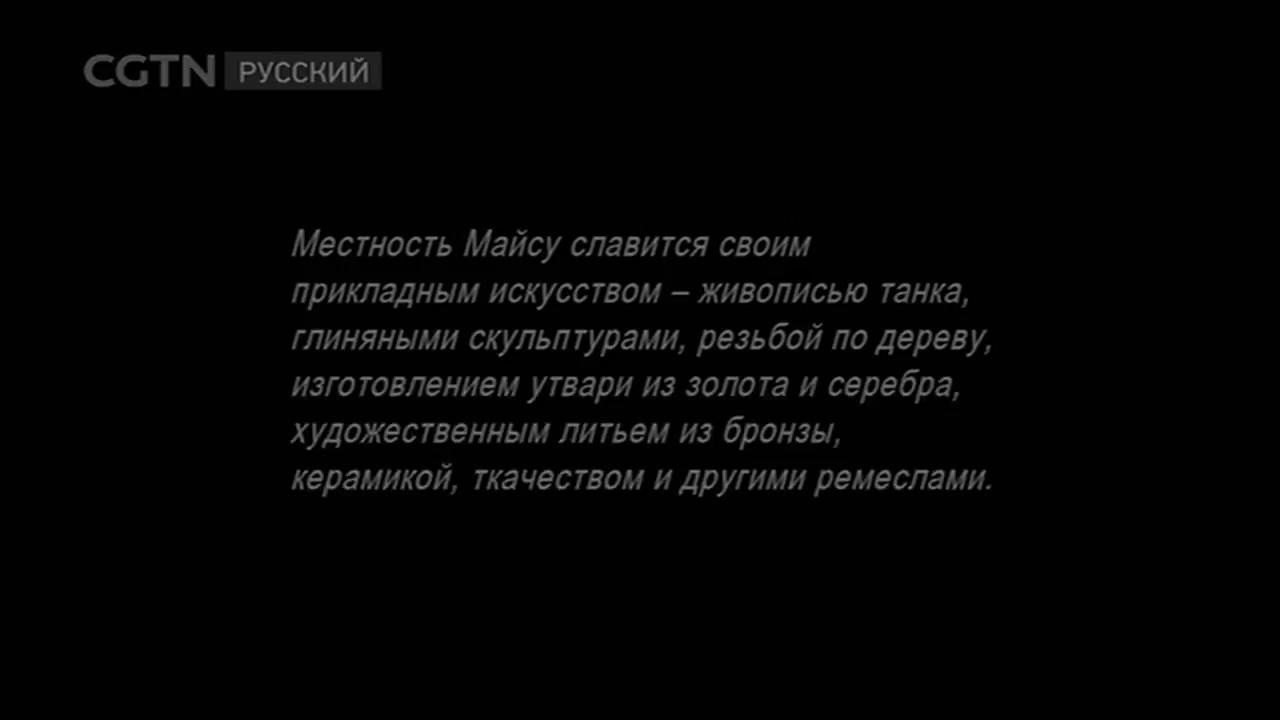 CGTN РУССКИЙ
Местность Майсу славится своим
прикладным искусством – живописью танка,
глиняными скульптурами, резьбой по дереву,
изготовлением утвари из золота и серебра,
художественным литьем из бронзы,
керамикой, ткачеством и другими ремеслами.